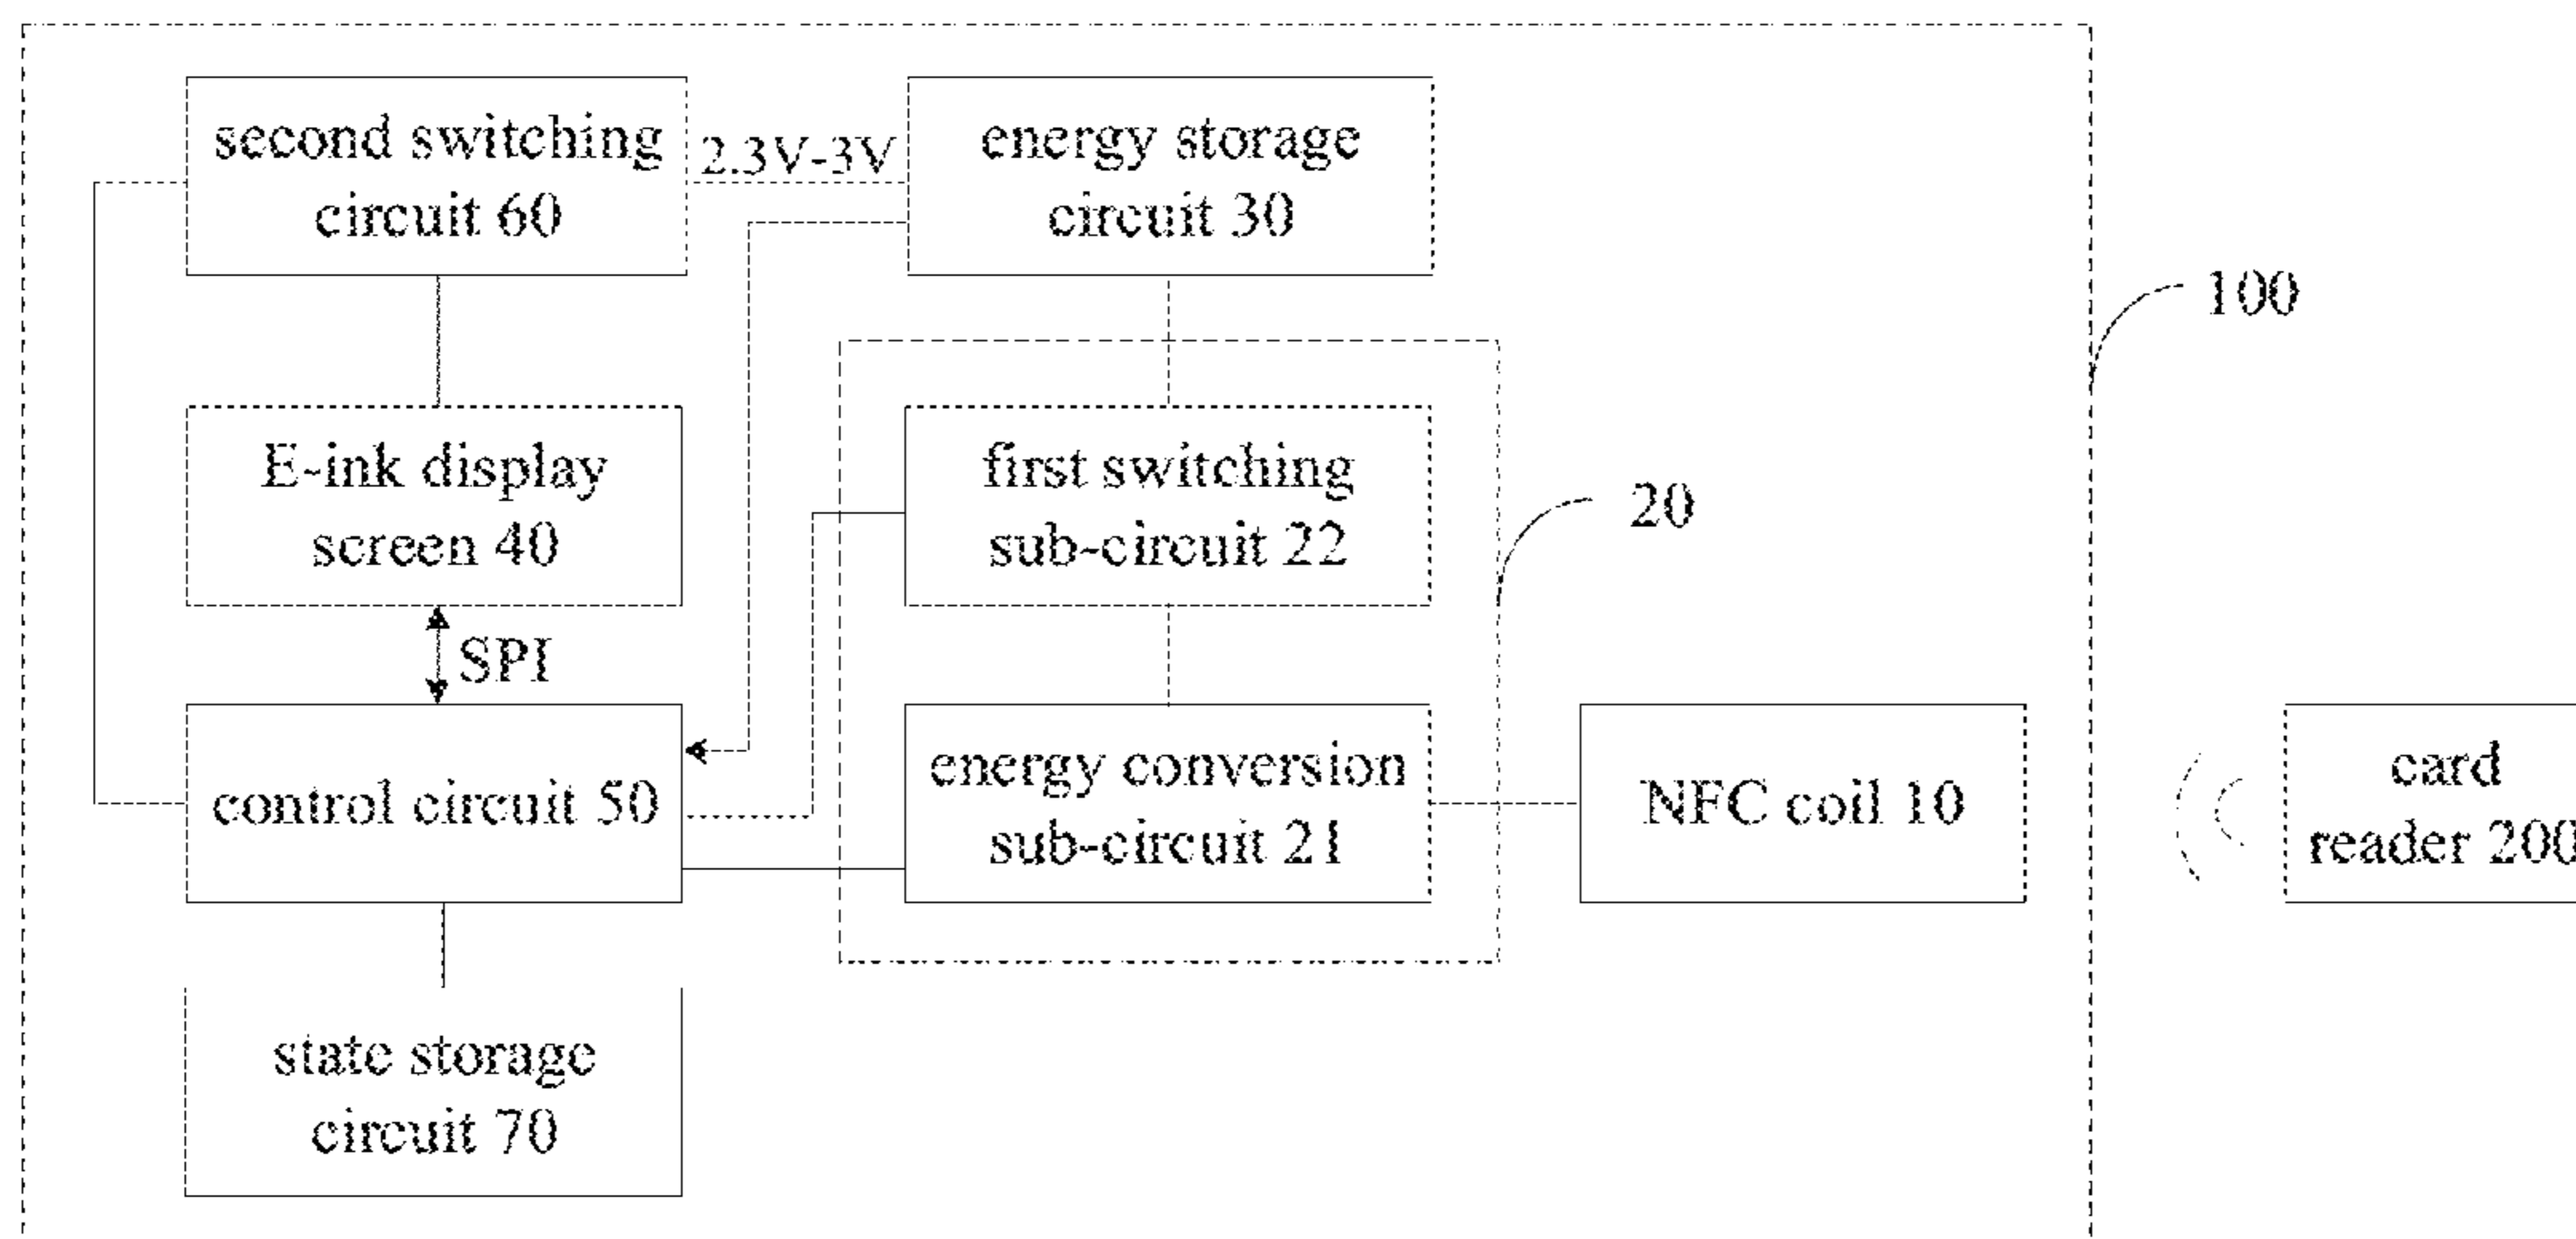 second switching
circuit 60
2.3V-3V
energy storage
circuit 30
100
E-ink display
screen 40
first switching
sub-circuit 22
20
SPI
control circuit 50
energy conversion
sub-circuit 21
NFC coil 10
card
reader 200
state storage
circuit 70